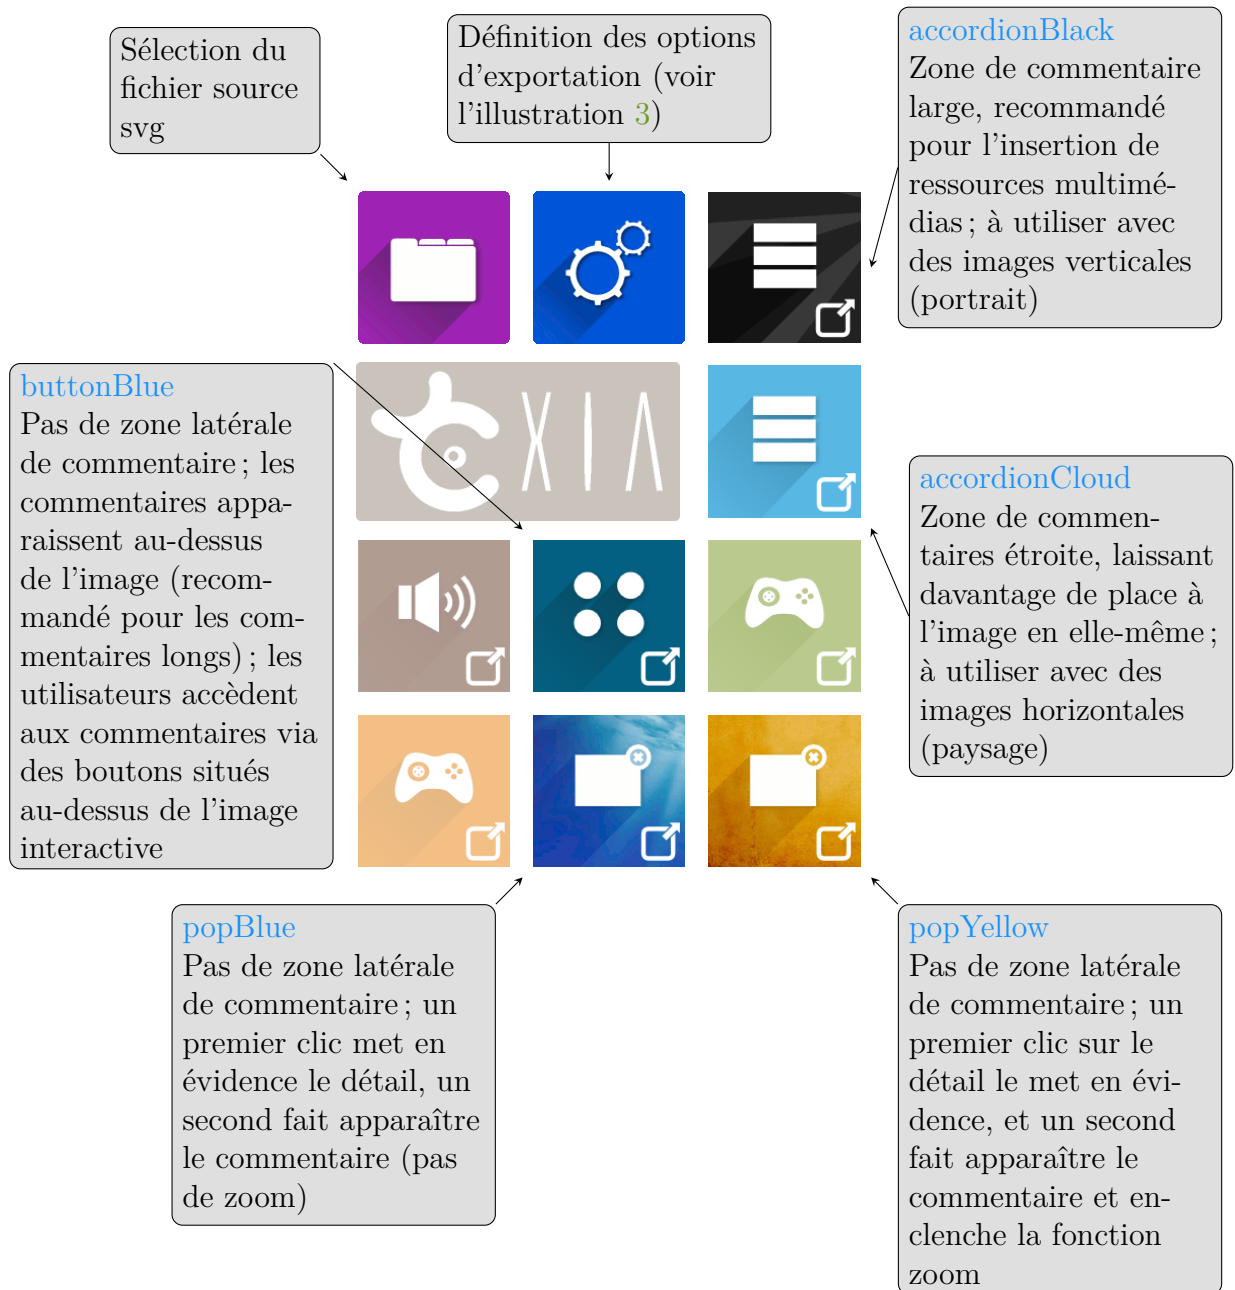 Sélection du
fichier source
svg
Définition des options
d'exportation (voir
l'illustration 3)
accordionBlack
Zone de commentaire
large, recommandé
pour l'insertion de
ressources multimé-
dias ; à utiliser avec
des images verticales
(portrait)
buttonBlue
Pas de zone latérale
de commentaire ; les
commentaires appa-
raissent au-dessus
de l'image (recom-
mandé pour les com-
mentaires longs) ; les
utilisateurs accèdent
aux commentaires via
des boutons situés
au-dessus de l'image
interactive
XIA
accordionCloud
Zone de commen-
taires étroite, laissant
davantage de place à
l'image en elle-même ;
à utiliser avec des
images horizontales
(paysage)
popBlue
Pas de zone latérale
de commentaire ; un
premier clic met en
évidence le détail, un
second fait apparaître
le commentaire (pas
de zoom)
popYellow
Pas de zone latérale
de commentaire ; un
premier clic sur le
détail le met en évi-
dence, et un second
fait apparaître le
commentaire et en-
clenche la fonction
zoom